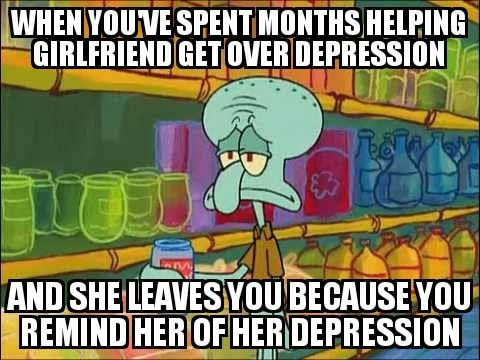 WHEN YOU'VE SPENT MONTHS HELPING
GIRLFRIEND GET OVER DEPRESSION
AND SHE LEAVES YOU BECAUSE YOU
REMIND HER OF HER DEPRESSION